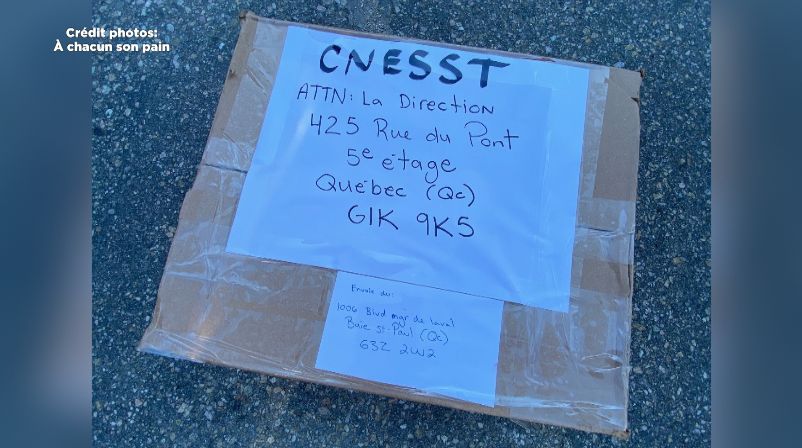 Crédit photos:
À chacun son pain
CNESST
ATTN: La Direction
425 Rue du Pont
5e étage
Québec (Qc)
G1K 9K5
Envoie du:
1006 Blvd mgr de laval
Baie St-Paul (Qc)
G3Z 2W2